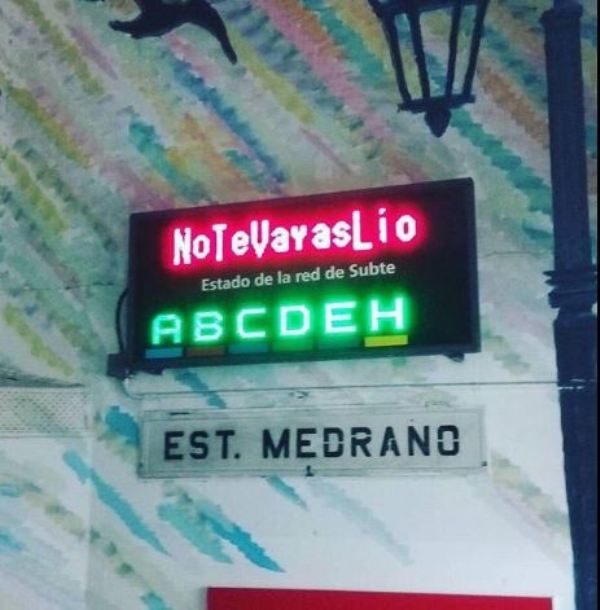 NoTeVayasLio
Estado de la red de Subte
ABCDEH
EST. MEDRANO